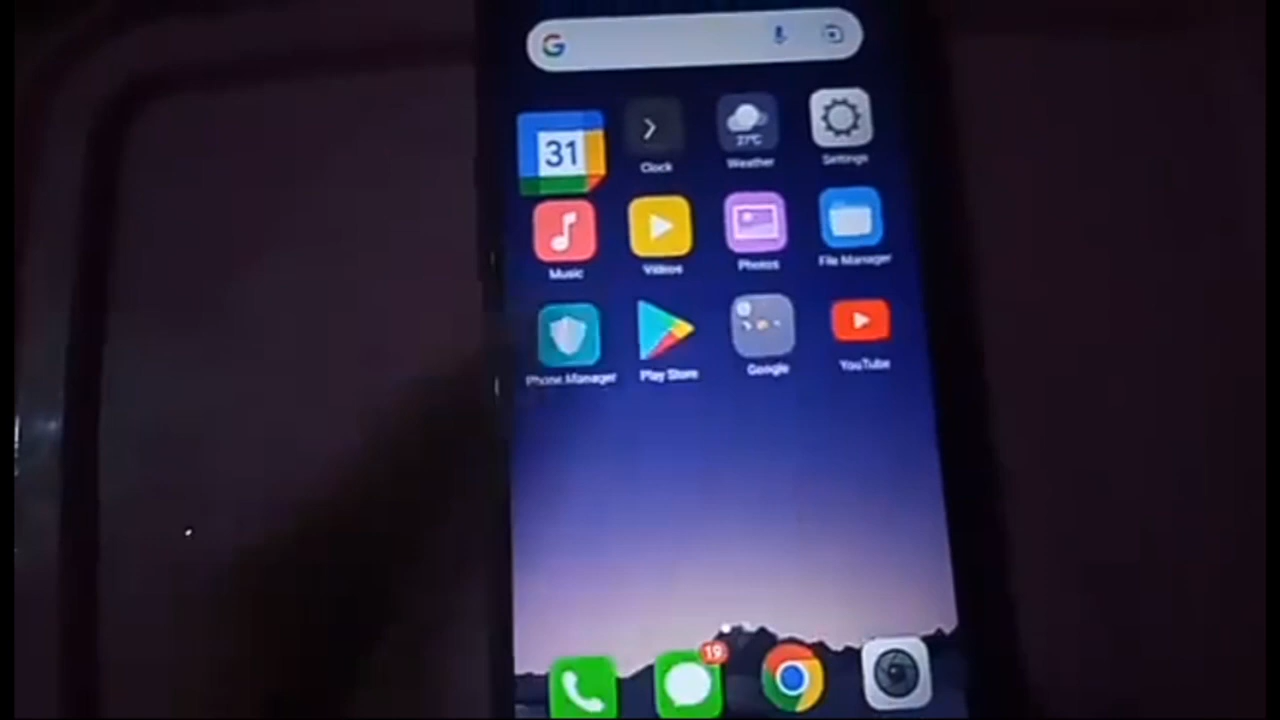 G
31
Clock
27°C
Weather
Settings
Music
Videos
Photos
File Manager
Phone Manager
Play Store
Google
YouTube
19